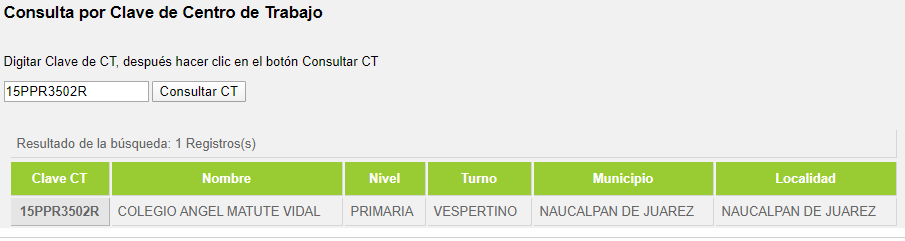 Consulta por Clave de Centro de Trabajo
Digitar Clave de CT, después hacer clic en el botón Consultar CT
15PPR3502R Consultar CT
Resultado de la búsqueda: 1 Registros(s)
Clave CT Nombre Nivel Turno Municipio Localidad
15PPR3502R COLEGIO ANGEL MATUTE VIDAL PRIMARIA VESPERTINO NAUCALPAN DE JUAREZ NAUCALPAN DE JUAREZ